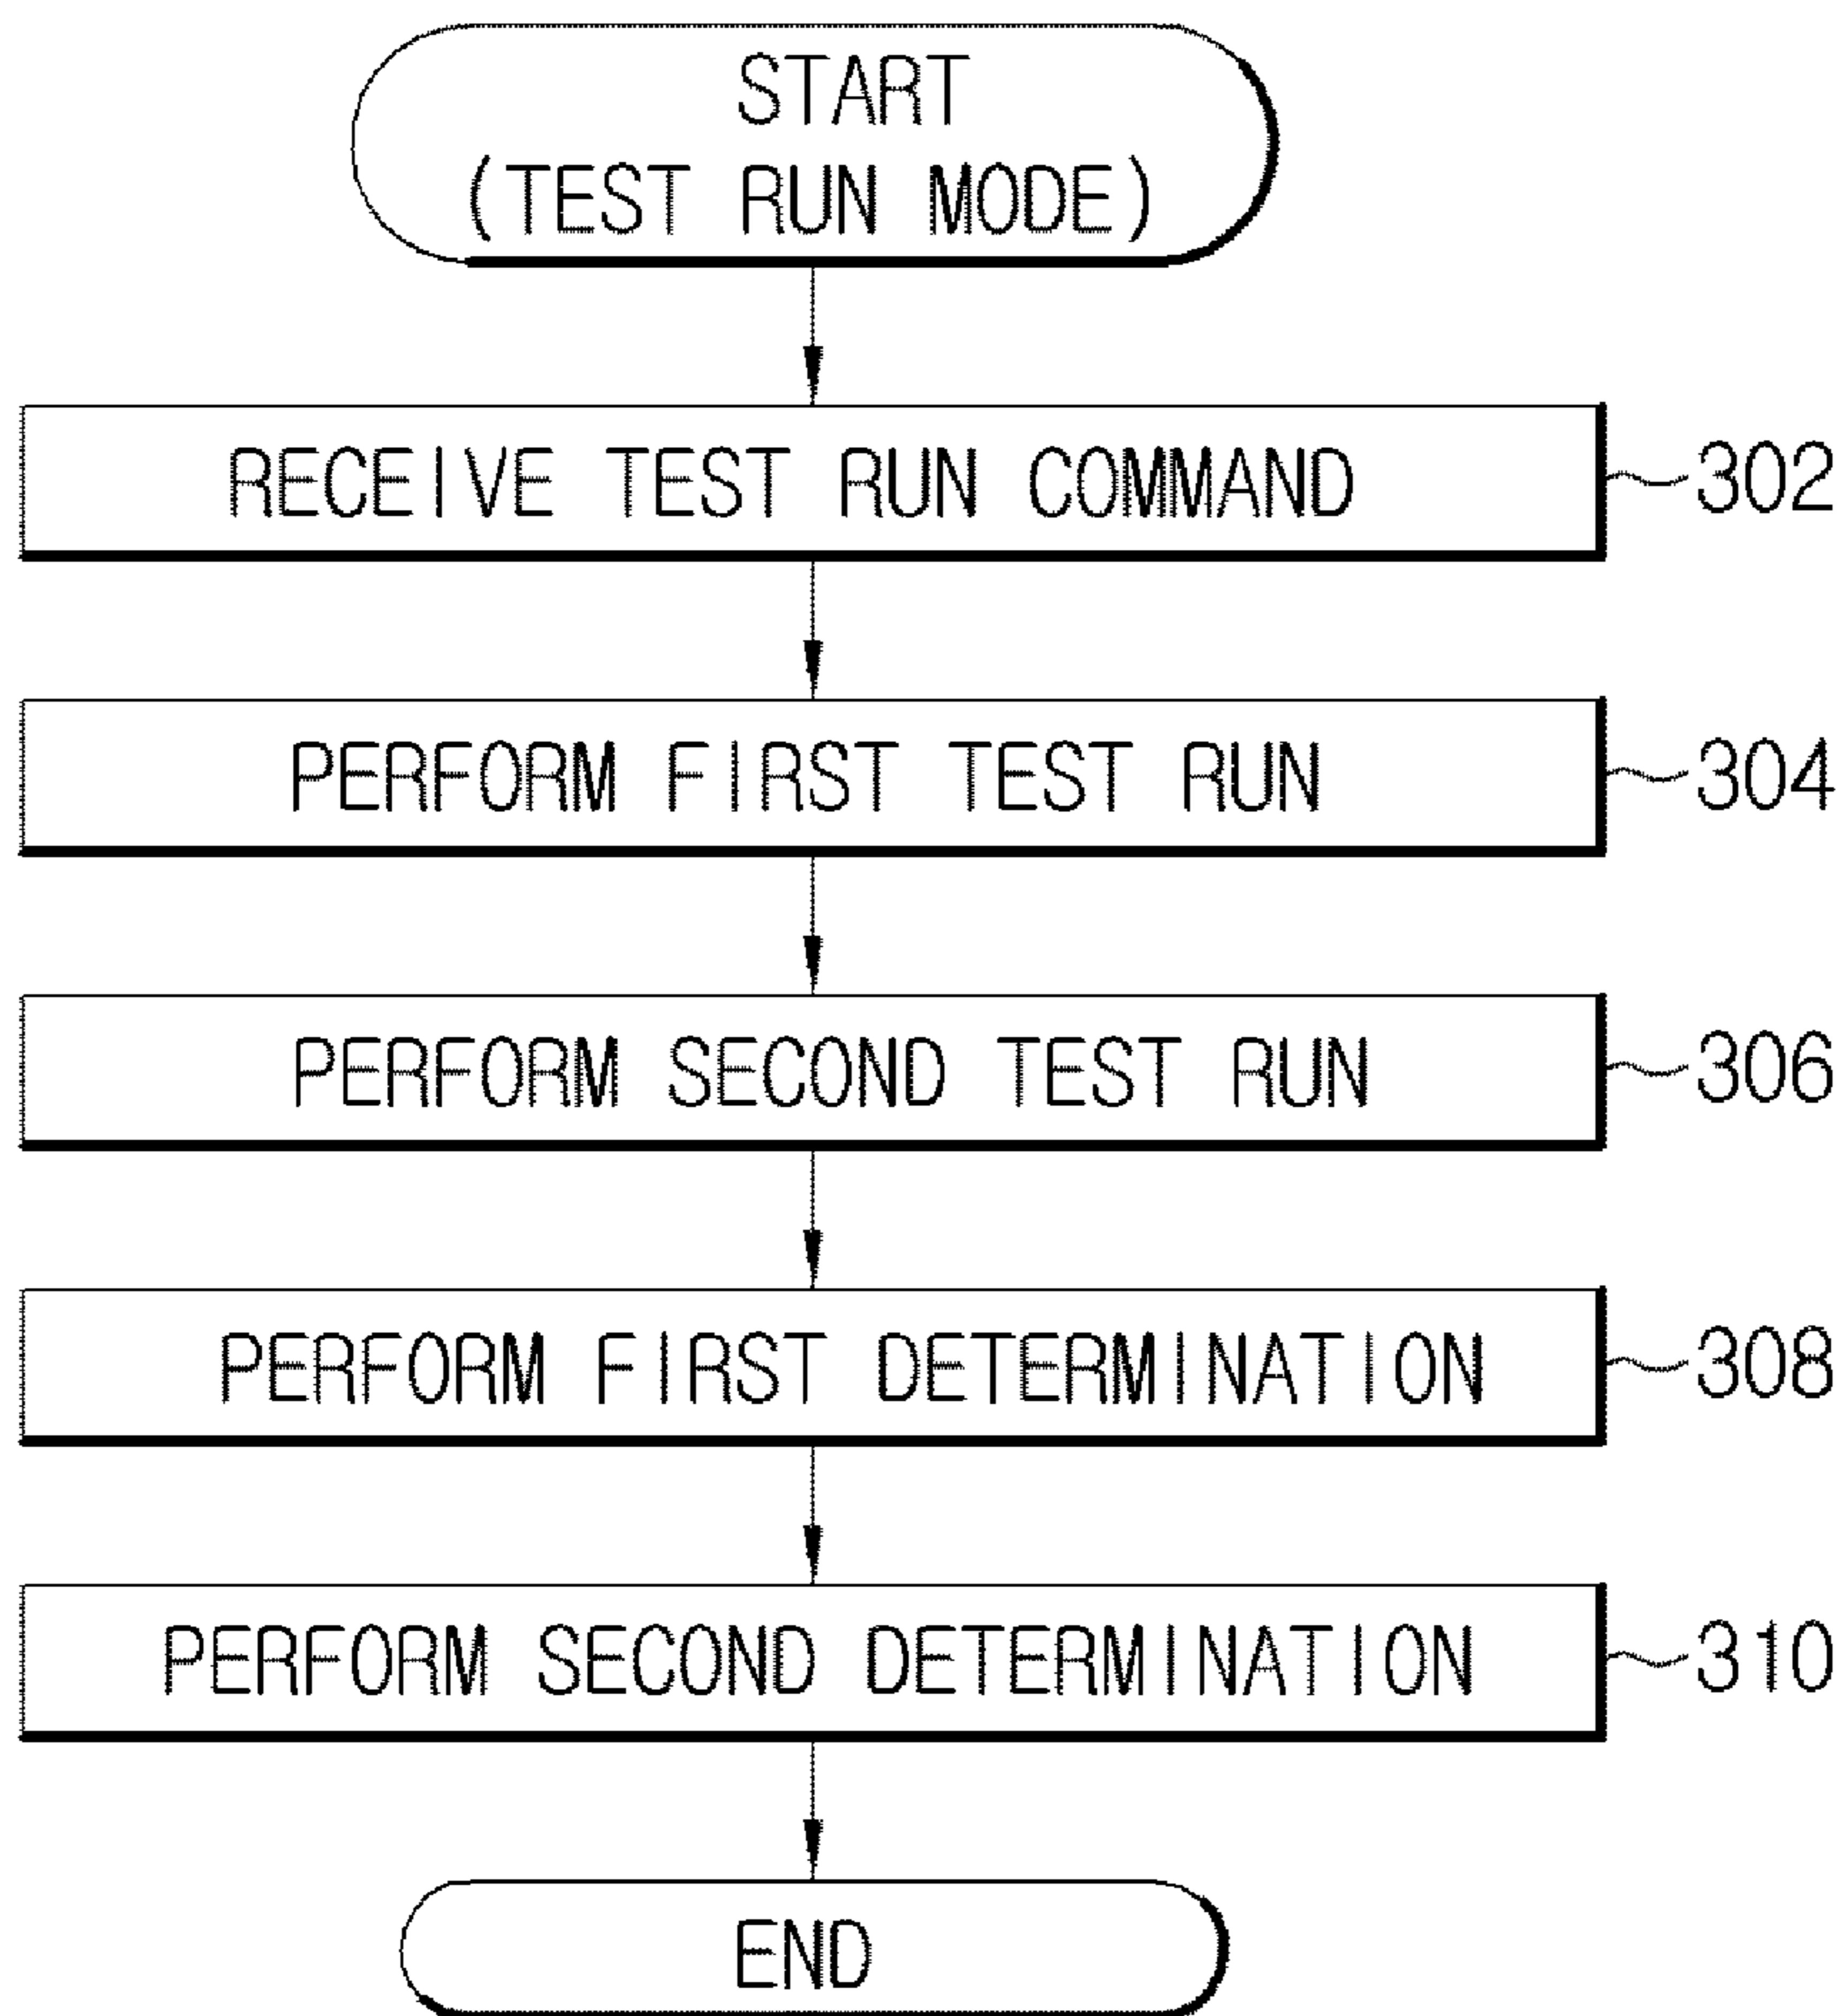 START
(TEST RUN MODE)
RECEIVE TEST RUN COMMAND
302
PERFORM FIRST TEST RUN
304
PERFORM SECOND TEST RUN
306
PERFORM FIRST DETERMINATION
308
PERFORM SECOND DETERMINATION
310
END